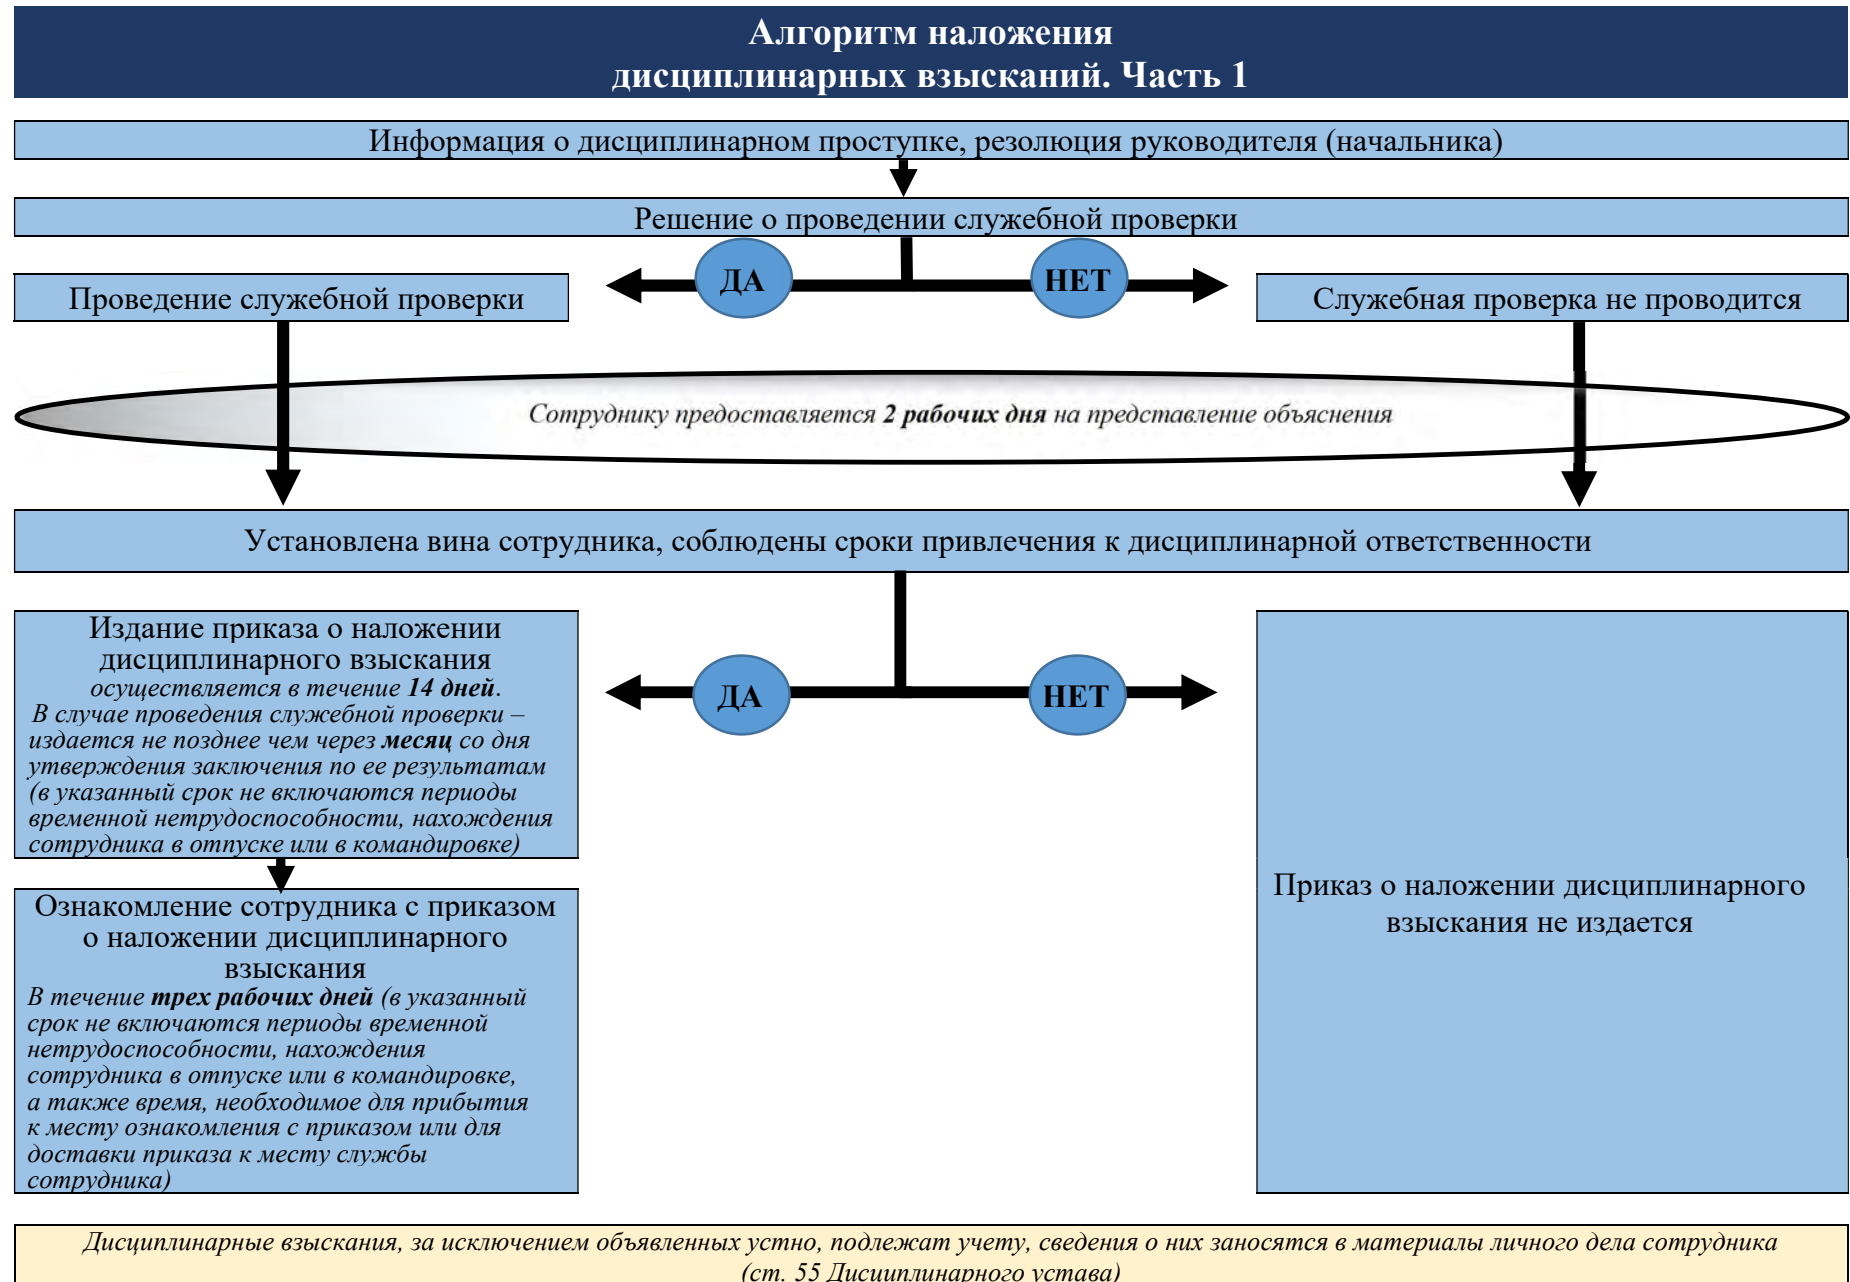 Алгоритм наложения
дисциплинарных взысканий. Часть 1
Информация о дисциплинарном проступке, резолюция руководителя (начальника)
Решение о проведении служебной проверки
ДА
НЕТ
Проведение служебной проверки
Служебная проверка не проводится
Сотруднику предоставляется 2 рабочих дня на представление объяснения
Установлена вина сотрудника, соблюдены сроки привлечения к дисциплинарной ответственности
ДА
НЕТ
Издание приказа о наложении
дисциплинарного взыскания
осуществляется в течение 14 дней.
В случае проведения служебной проверки –
издается не позднее чем через месяц со дня
утверждения заключения по ее результатам
(в указанный срок не включаются периоды
временной нетрудоспособности, нахождения
сотрудника в отпуске или в командировке)
Ознакомление сотрудника с приказом
о наложении дисциплинарного
взыскания
В течение трех рабочих дней (в указанный
срок не включаются периоды временной
нетрудоспособности, нахождения
сотрудника в отпуске или в командировке,
а также время, необходимое для прибытия
к месту ознакомления с приказом или для
доставки приказа к месту службы
сотрудника)
Приказ о наложении дисциплинарного
взыскания не издается
Дисциплинарные взыскания, за исключением объявленных устно, подлежат учету, сведения о них заносятся в материалы личного дела сотрудника
(ст. 55 Дисциплинарного устава)